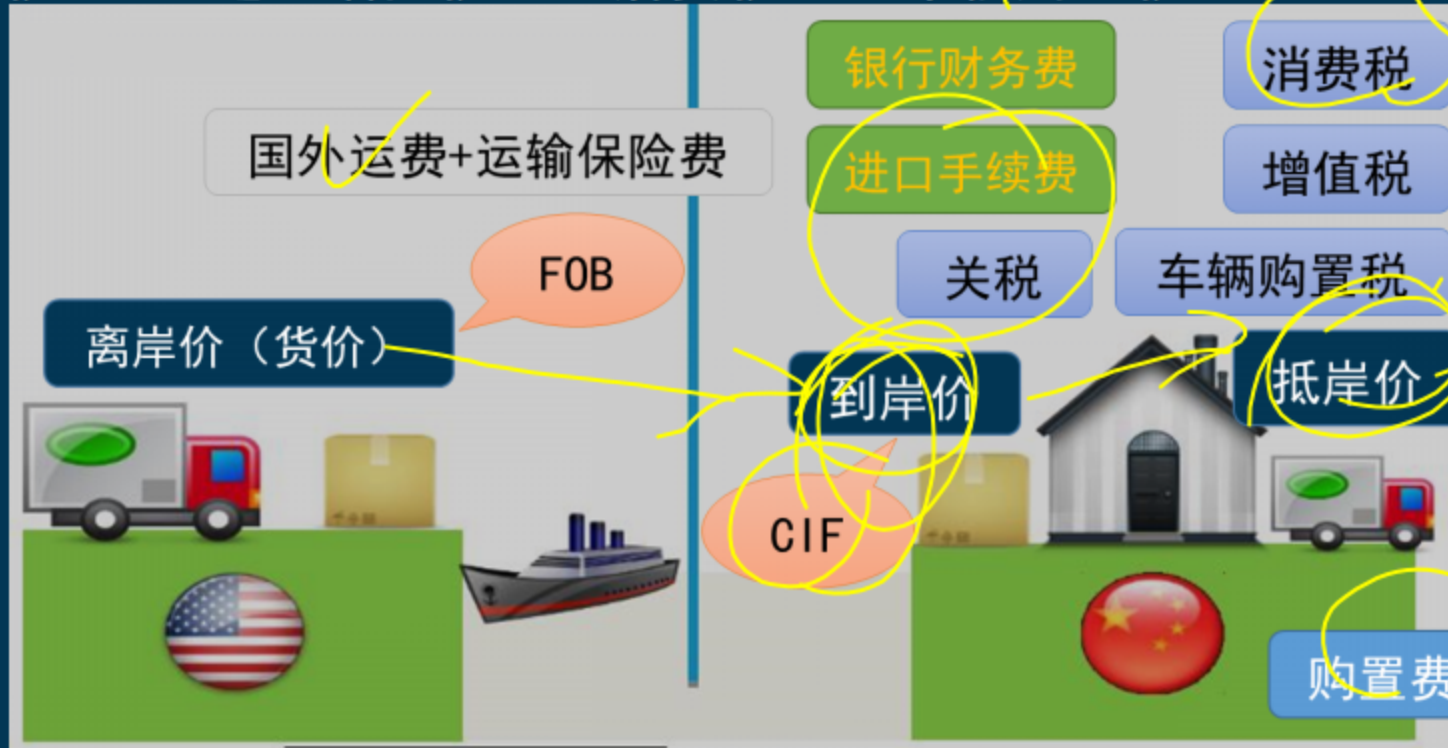 银行财务费
消费税
国外运费+运输保险费
进口手续费
增值税
FOB
关税
车辆购置税
离岸价（货价）
到岸价
抵岸价
CIF
购置费